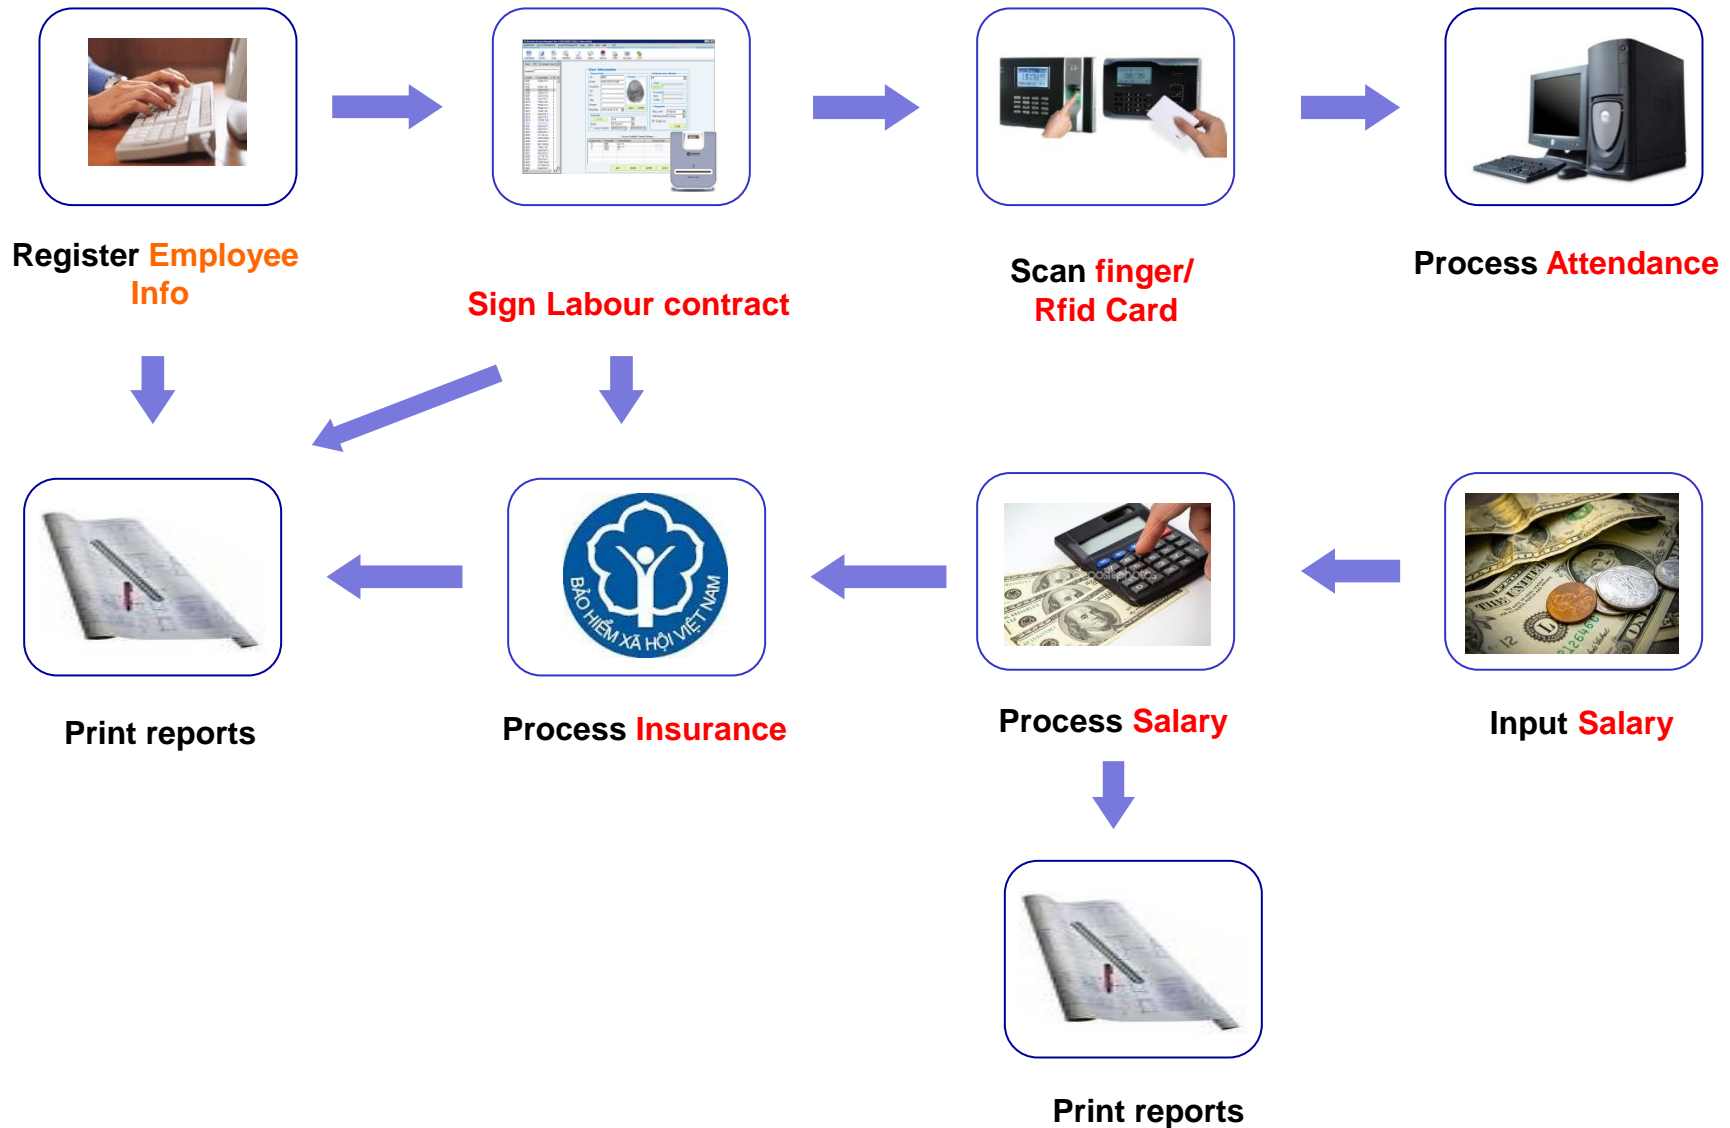 Register Employee
Info
Sign Labour contract
Scan finger/
Rfid Card
Process Attendance
BẢO HIỂM XÃ HỘI VIỆT NAM
Print reports
Process Insurance
Process Salary
Input Salary
Print reports